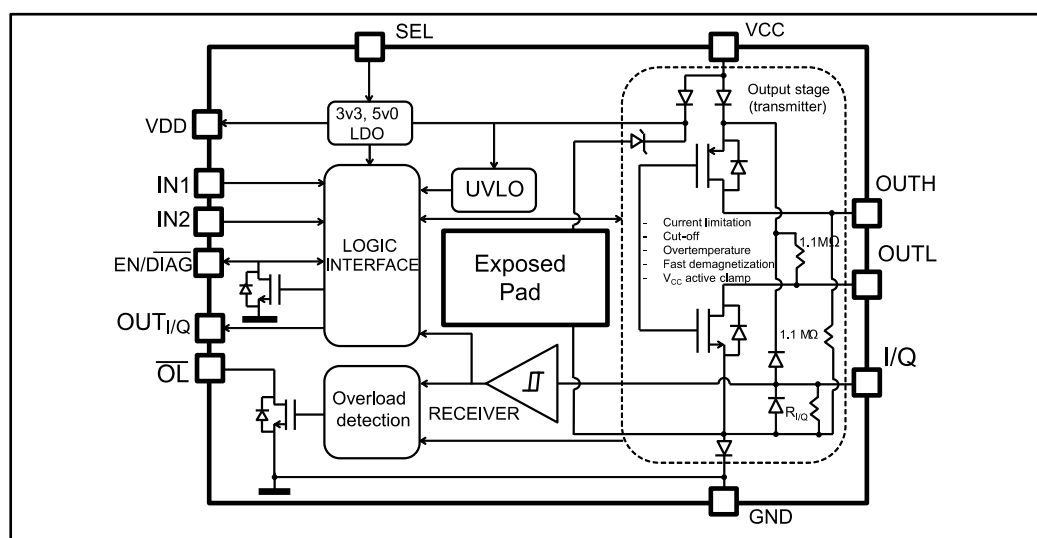 SEL
VCC
VDD
3v3, 5v0
LDO
Output stage
(transmitter)
IN1
IN2
UVLO
OUTH
EN/D̅I̅A̅G̅
LOGIC
INTERFACE
Exposed
Pad
- Current limitation
- Cut-off
- Overtemperature
- Fast demagnetization
- VCC active clamp
1.1MΩ
OUTL
OUTI/Q
1.1 MΩ
I/Q
O̅L̅
Overload
detection
RECEIVER
RI/Q
GND